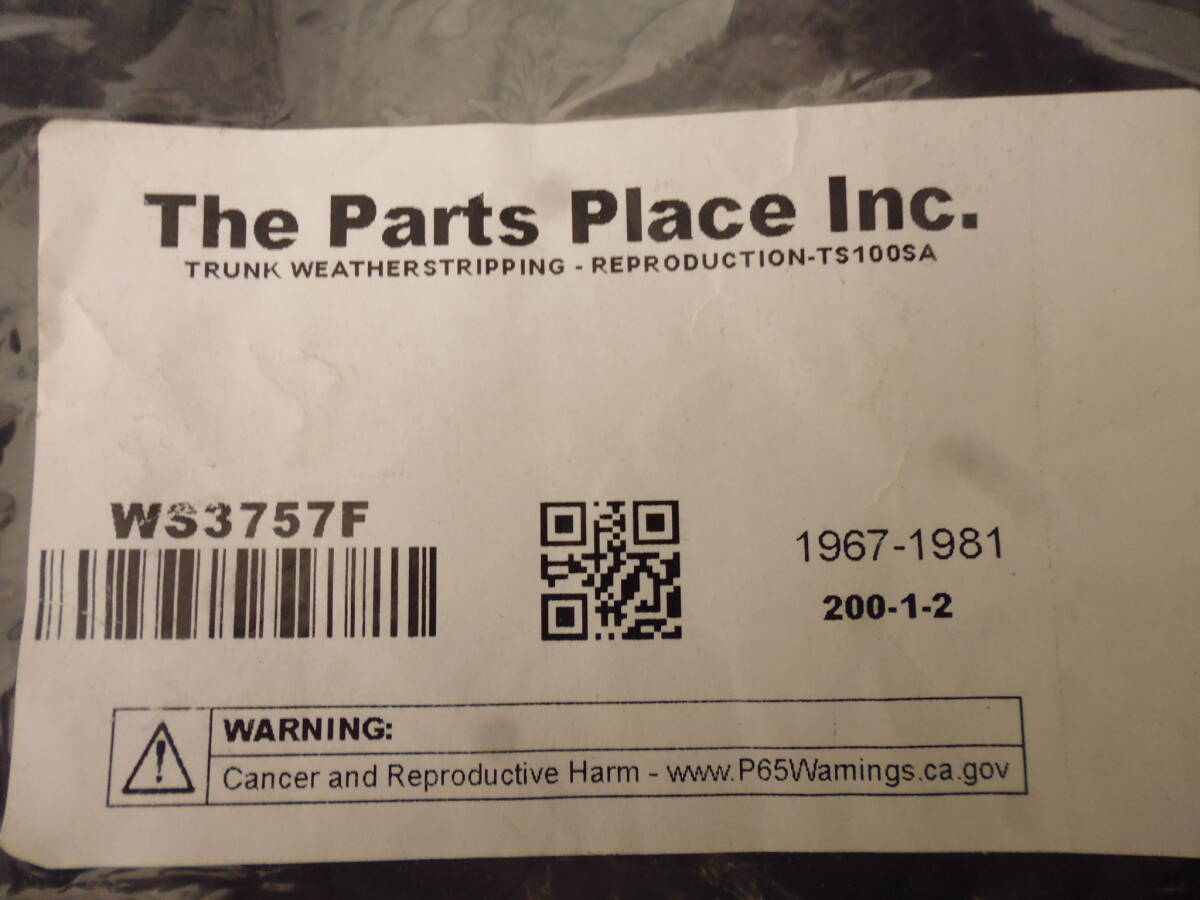 The Parts Place Inc.
TRUNK WEATHERSTRIPPING - REPRODUCTION-TS100SA
WS3757F
1967-1981
200-1-2
WARNING:
Cancer and Reproductive Harm - www.P65Warnings.ca.gov